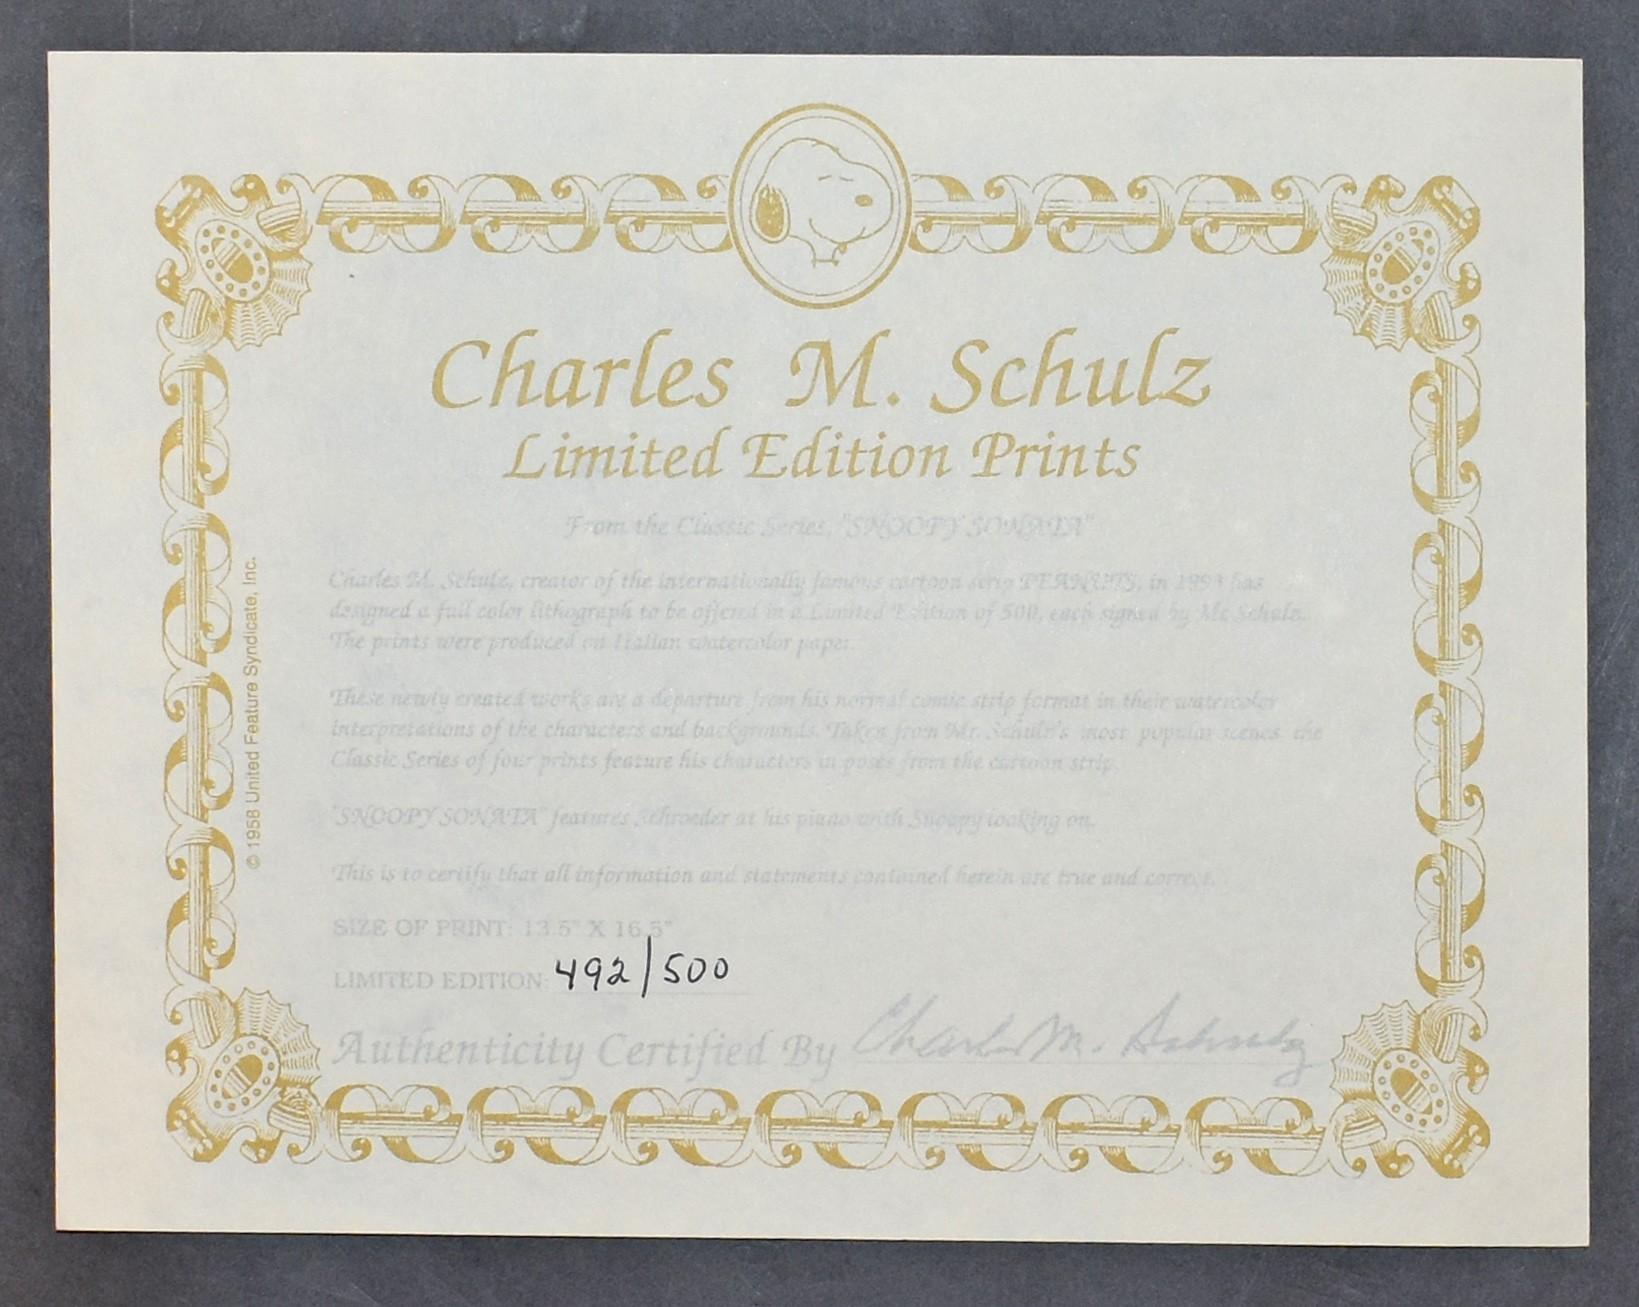 Charles M. Schulz
Limited Edition Prints
From the Classic Series, "SNOOPY SONATA"
Charles M. Schulz, creator of the internationally famous cartoon strip PEANUTS, in 1993 has
designed a full color lithograph to be offered in a Limited Edition of 500, each signed by Mr. Schulz.
The prints were produced on Italian watercolor paper.
These newly created works are a departure from his normal comic strip format in their watercolor
interpretations of the characters and backgrounds. Taken from Mr. Schulz's most popular scenes the
Classic Series of four prints feature his characters in poses from the cartoon strip.
"SNOOPY SONATA" features Schroeder at his piano with Snoopy looking on.
This is to certify that all information and statements contained herein are true and correct.
SIZE OF PRINT: 13.5" X 16.5"
LIMITED EDITION: 492/500
Authenticity Certified By Charles M. Schulz
© 1958 United Feature Syndicate, Inc.